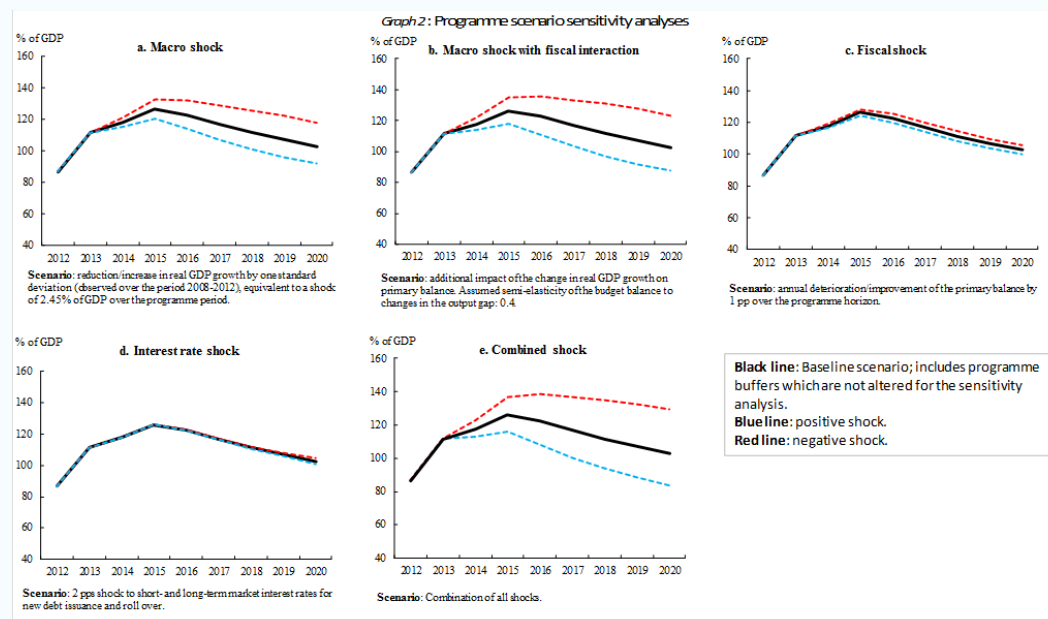 Graph 2: Programme scenario sensitivity analyses
% of GDP
a. Macro shock
160
140
120
100
80
60
40
2012 2013 2014 2015 2016 2017 2018 2019 2020
Scenario: reduction/increase in real GDP growth by one standard
deviation (observed over the period 2008-2012), equivalent to a shock
of 2.45% of GDP over the programme period.
% of GDP
b. Macro shock with fiscal interaction
160
140
120
100
80
60
40
2012 2013 2014 2015 2016 2017 2018 2019 2020
Scenario: additional impact of the change in real GDP growth on
primary balance. Assumed semi-elasticity of the budget balance to
changes in the output gap: 0.4.
% of GDP
c. Fiscal shock
160
140
120
100
80
60
40
2012 2013 2014 2015 2016 2017 2018 2019 2020
Scenario: annual deterioration/improvement of the primary balance by
1 pp over the programme horizon.
% of GDP
d. Interest rate shock
160
140
120
100
80
60
40
2012 2013 2014 2015 2016 2017 2018 2019 2020
Scenario: 2 pps shock to short- and long-term market interest rates for
new debt issuance and roll over.
% of GDP
e. Combined shock
160
140
120
100
80
60
40
2012 2013 2014 2015 2016 2017 2018 2019 2020
Scenario: Combination of all shocks.
Black line: Baseline scenario; includes programme
buffers which are not altered for the sensitivity
analysis.
Blue line: positive shock.
Red line: negative shock.